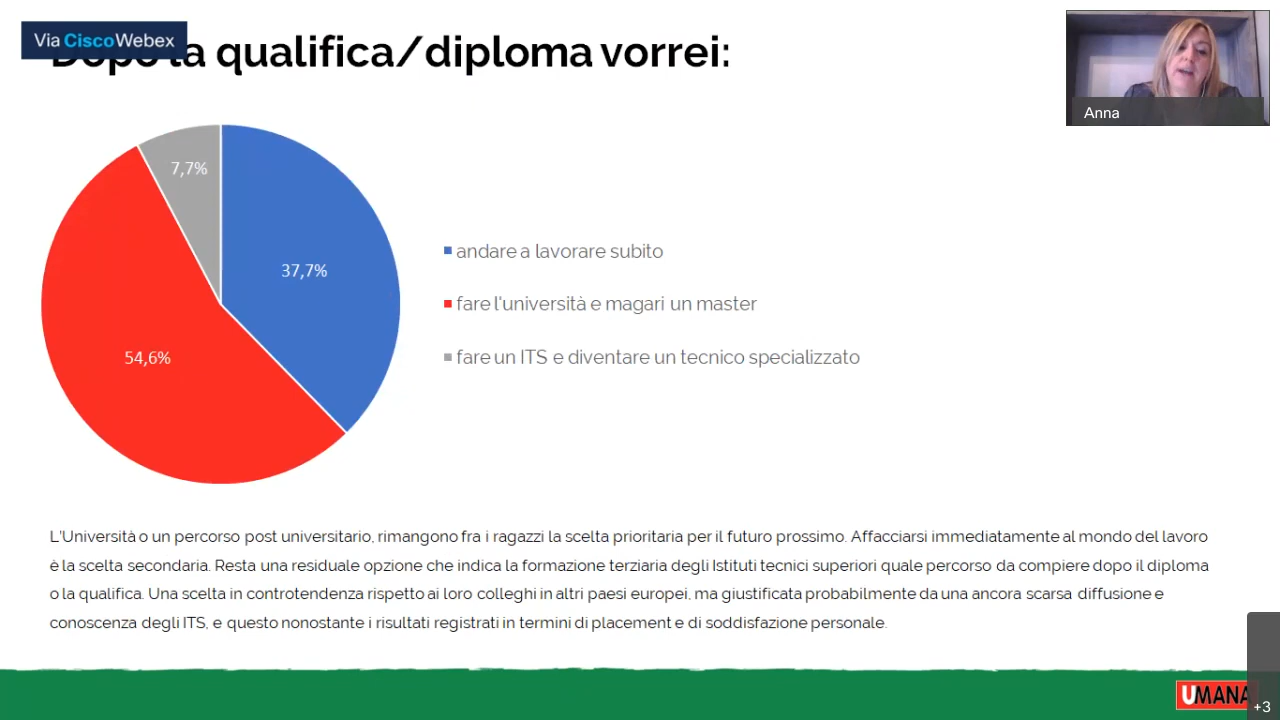 Via CiscoWebex
Dopo la qualifica/diploma vorrei:
Anna
7,7%
37,7%
54,6%
andare a lavorare subito
fare l'università e magari un master
fare un ITS e diventare un tecnico specializzato
L'Università o un percorso post universitario, rimangono fra i ragazzi la scelta prioritaria per il futuro prossimo. Affacciarsi immediatamente al mondo del lavoro
è la scelta secondaria. Resta una residuale opzione che indica la formazione terziaria degli Istituti tecnici superiori quale percorso da compiere dopo il diploma
o la qualifica. Una scelta in controtendenza rispetto ai loro colleghi in altri paesi europei, ma giustificata probabilmente da una ancora scarsa diffusione e
conoscenza degli ITS, e questo nonostante i risultati registrati in termini di placement e di soddisfazione personale.
UMANA
+3